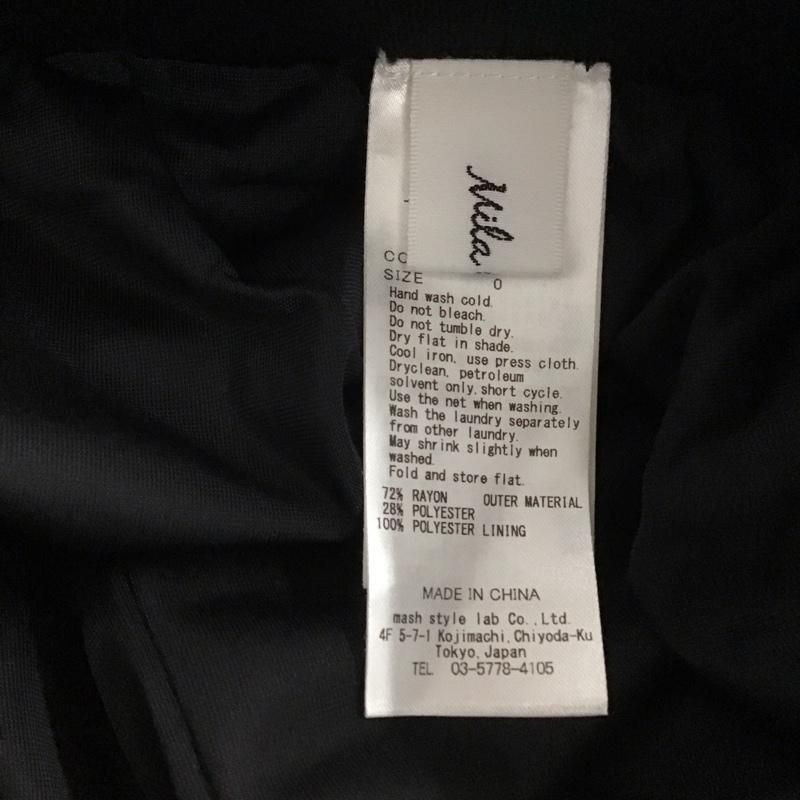 Mila
SIZE 0
Hand wash cold.
Do not bleach.
Do not tumble dry.
Dry flat in shade.
Cool iron, use press cloth.
Dryclean, petroleum
solvent only, short cycle.
Use the net when washing.
Wash the laundry separately
from other laundry.
May shrink slightly when
washed.
Fold and store flat.
72% RAYON OUTER MATERIAL
28% POLYESTER
100% POLYESTER LINING
MADE IN CHINA
mash style lab Co., Ltd.
4F 5-7-1 Kojimachi, Chiyoda-Ku
Tokyo, Japan
TEL. 03-5778-4105